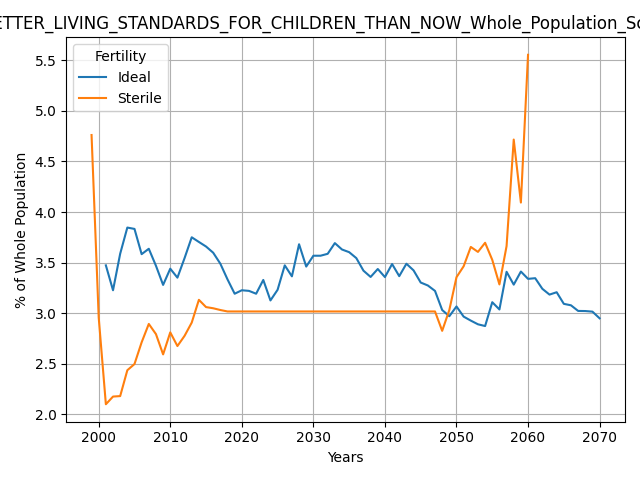 ETTER_LIVING_STANDARDS_FOR_CHILDREN_THAN_NOW_Whole_Population_Sc
Fertility
Ideal
Sterile
5.5
5.0
4.5
4.0
3.5
3.0
2.5
2.0
% of Whole Population
2000
2010
2020
2030
2040
2050
2060
2070
Years